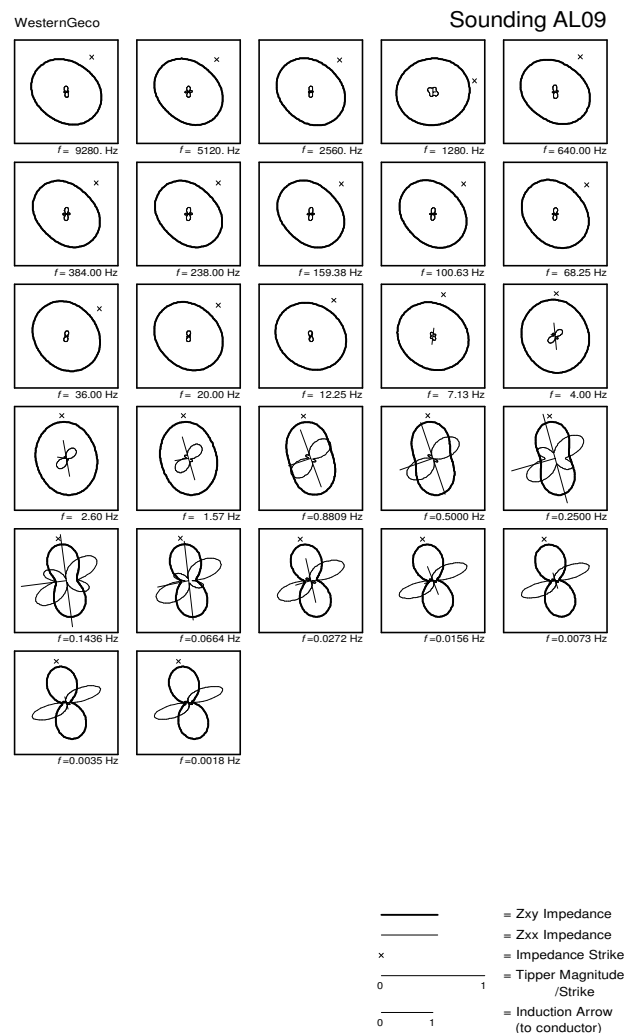 WesternGeco Sounding AL09
f = 9280. Hz f = 5120. Hz f = 2560. Hz f = 1280. Hz f = 640.00 Hz
f = 384.00 Hz f = 238.00 Hz f = 159.38 Hz f = 100.63 Hz f = 68.25 Hz
f = 36.00 Hz f = 20.00 Hz f = 12.25 Hz f = 7.13 Hz f = 4.00 Hz
f = 2.60 Hz f = 1.57 Hz f =0.8809 Hz f =0.5000 Hz f =0.2500 Hz
f =0.1436 Hz f =0.0664 Hz f =0.0272 Hz f =0.0156 Hz f =0.0073 Hz
f =0.0035 Hz f =0.0018 Hz
= Zxy Impedance
= Zxx Impedance
× = Impedance Strike
= Tipper Magnitude
0 1 /Strike
= Induction Arrow
0 1 (to conductor)